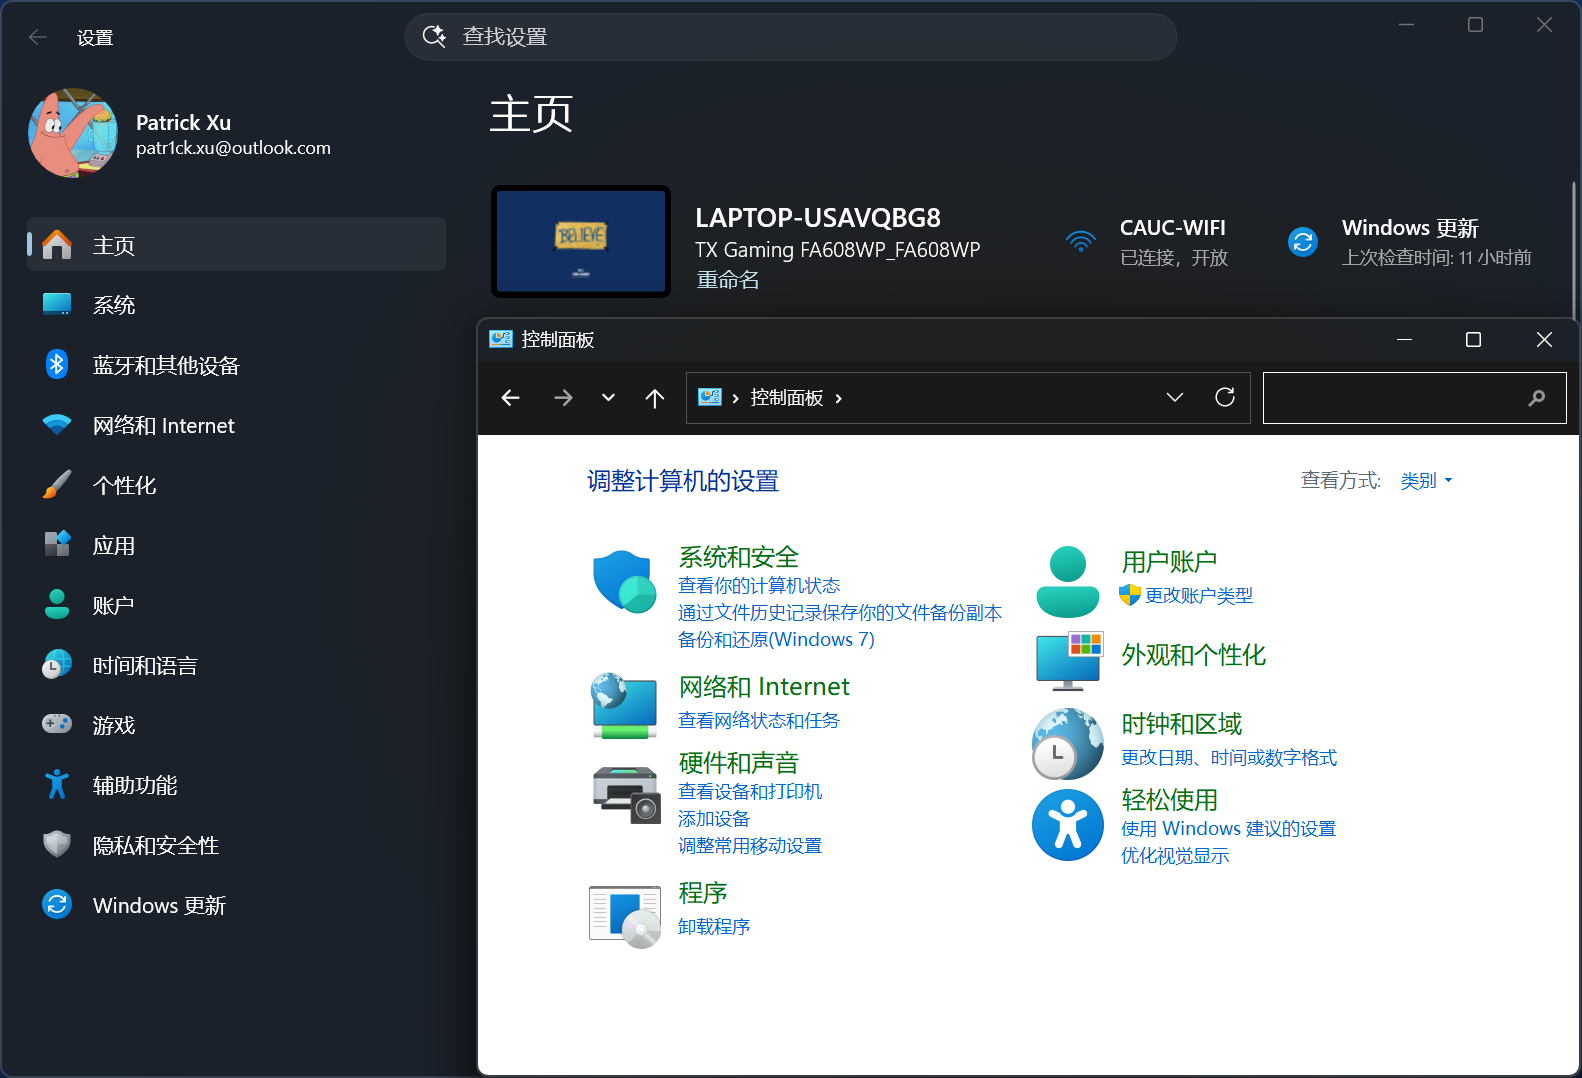 设置
查找设置
Patrick Xu
patr1ck.xu@outlook.com
主页
系统
蓝牙和其他设备
网络和 Internet
个性化
应用
账户
时间和语言
游戏
辅助功能
隐私和安全性
Windows 更新
主页
BELIEVE
LAPTOP-USAVQBG8
TX Gaming FA608WP_FA608WP
重命名
CAUC-WIFI
已连接，开放
Windows 更新
上次检查时间: 11 小时前
控制面板
控制面板
调整计算机的设置
查看方式: 类别
系统和安全
查看你的计算机状态
通过文件历史记录保存你的文件备份副本
备份和还原(Windows 7)
网络和 Internet
查看网络状态和任务
硬件和声音
查看设备和打印机
添加设备
调整常用移动设置
程序
卸载程序
用户账户
更改账户类型
外观和个性化
时钟和区域
更改日期、时间或数字格式
轻松使用
使用 Windows 建议的设置
优化视觉显示